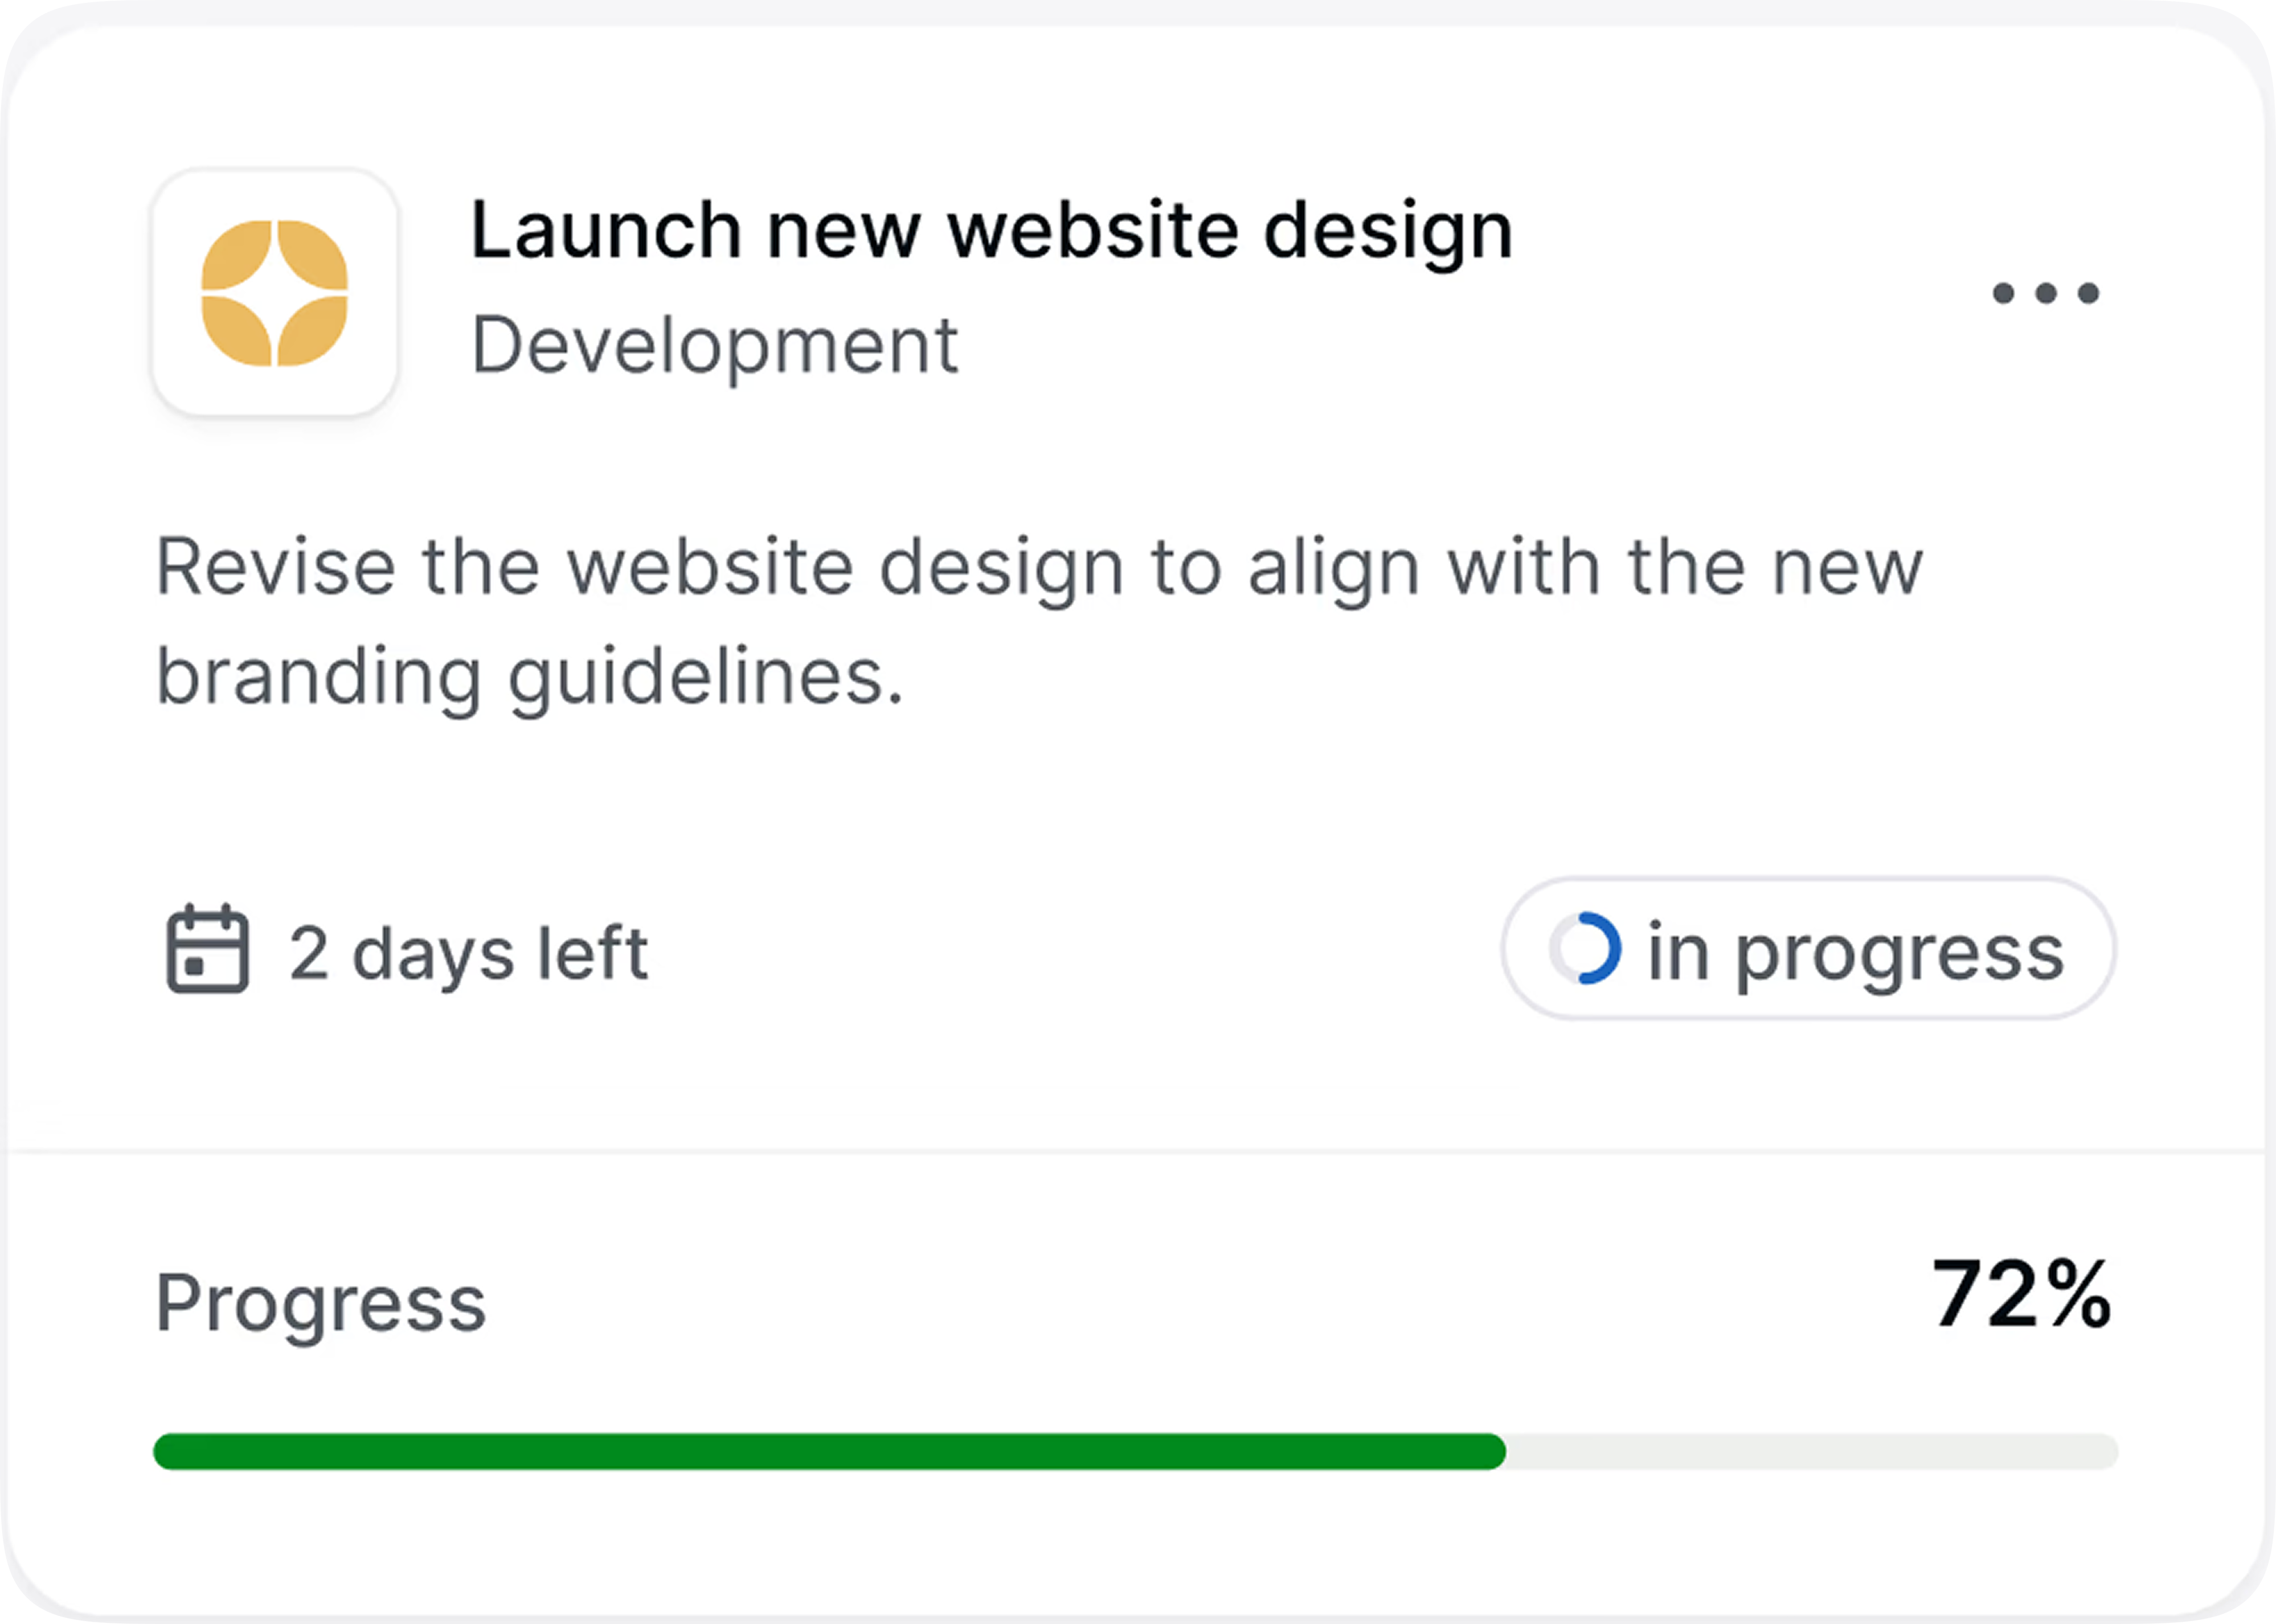 Launch new website design
Development
Revise the website design to align with the new
branding guidelines.
2 days left
in progress
Progress
72%